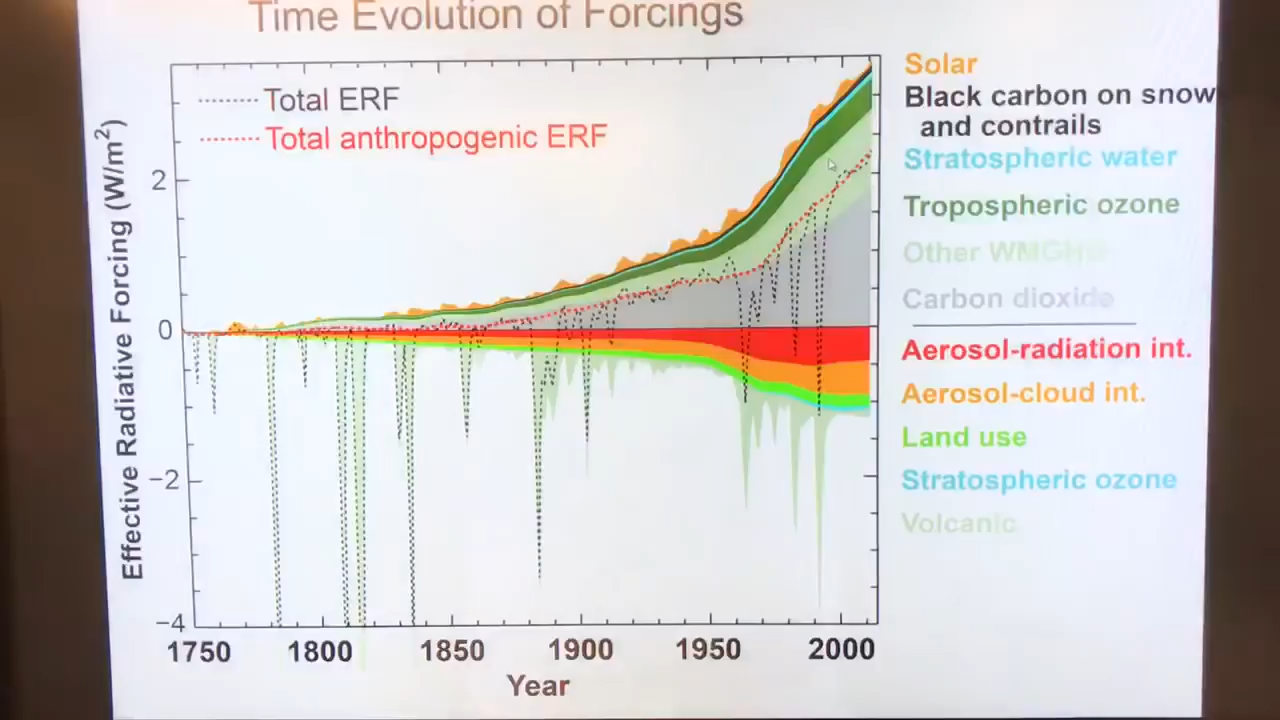 Time Evolution of Forcings
Total ERF
Total anthropogenic ERF
Effective Radiative Forcing (W/m²)
2
0
−2
−4
1750 1800 1850 1900 1950 2000
Year
Solar
Black carbon on snow
and contrails
Stratospheric water
Tropospheric ozone
Other WMGHG
Carbon dioxide
Aerosol-radiation int.
Aerosol-cloud int.
Land use
Stratospheric ozone
Volcanic